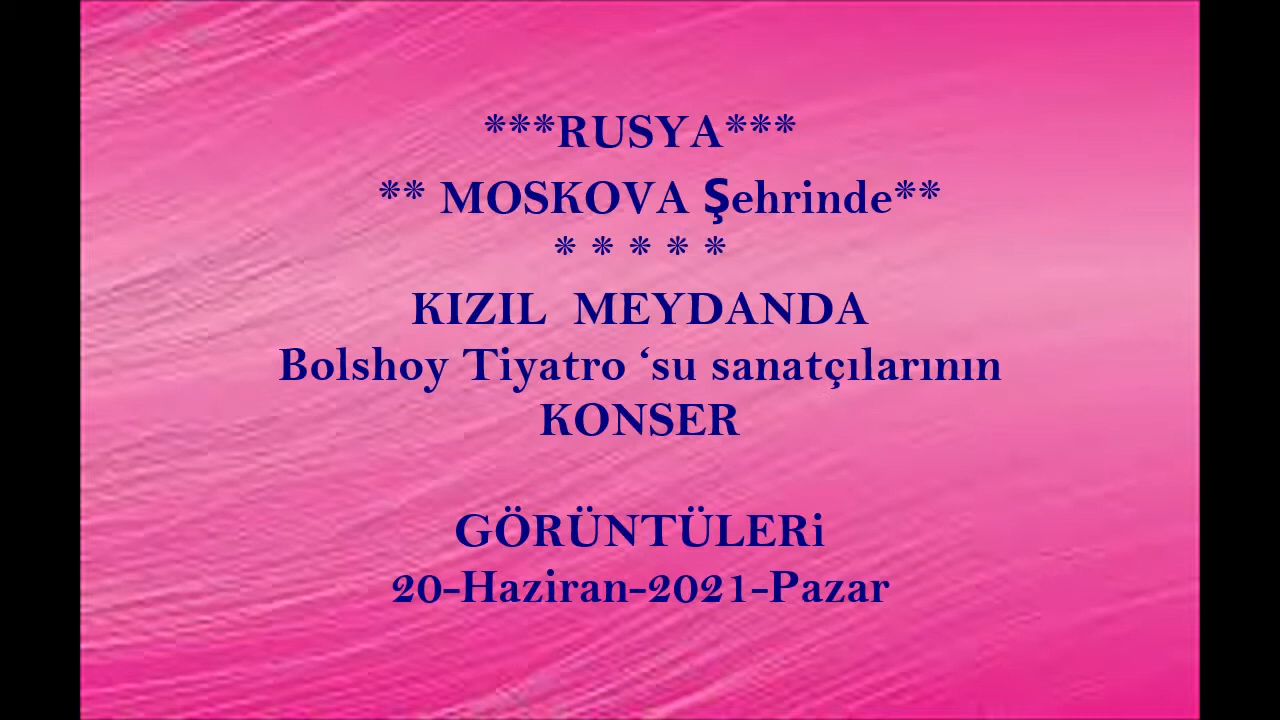 ***RUSYA***
** MOSKOVA Şehrinde**
* * * * *
KIZIL MEYDANDA
Bolshoy Tiyatro ‘su sanatçılarının
KONSER
GÖRÜNTÜLERi
20-Haziran-2021-Pazar